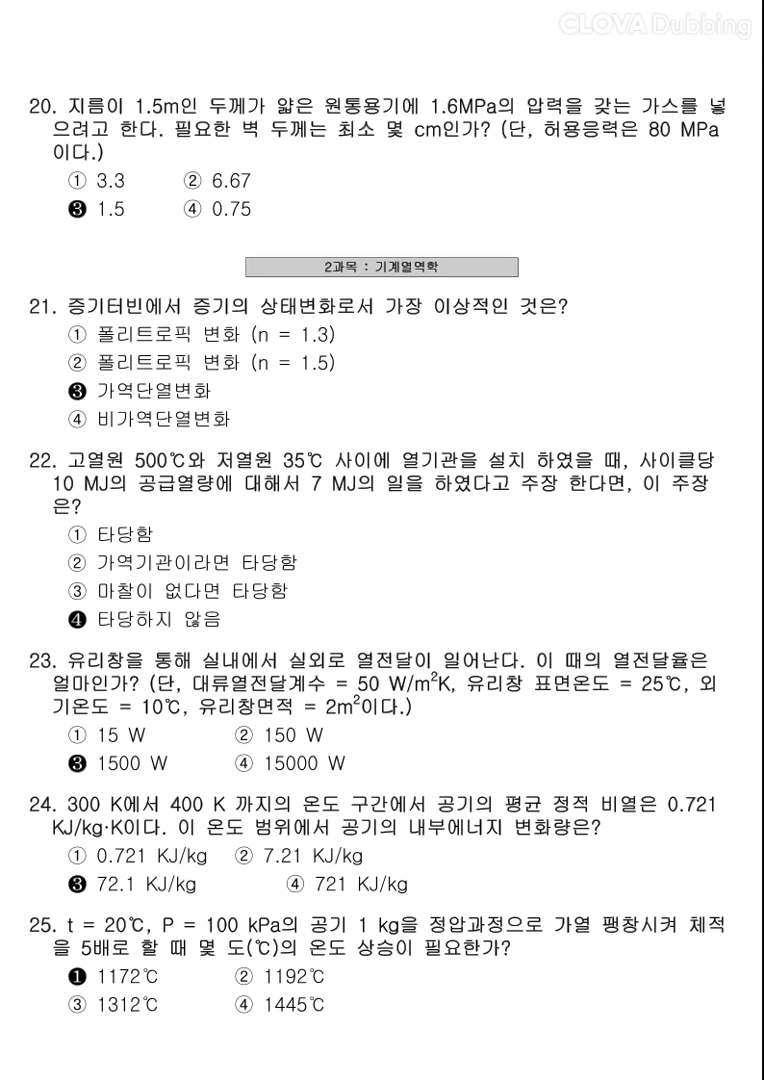 CLOVA Dubbing
20. 지름이 1.5m인 두께가 얇은 원통용기에 1.6MPa의 압력을 갖는 가스를 넣
으려고 한다. 필요한 벽 두께는 최소 몇 cm인가? (단, 허용응력은 80 MPa
이다.)
① 3.3 ② 6.67
❸ 1.5 ④ 0.75
2과목 : 기계열역학
21. 증기터빈에서 증기의 상태변화로서 가장 이상적인 것은?
① 폴리트로픽 변화 (n = 1.3)
② 폴리트로픽 변화 (n = 1.5)
❸ 가역단열변화
④ 비가역단열변화
22. 고열원 500℃와 저열원 35℃ 사이에 열기관을 설치 하였을 때, 사이클당
10 MJ의 공급열량에 대해서 7 MJ의 일을 하였다고 주장 한다면, 이 주장
은?
① 타당함
② 가역기관이라면 타당함
③ 마찰이 없다면 타당함
❹ 타당하지 않음
23. 유리창을 통해 실내에서 실외로 열전달이 일어난다. 이 때의 열전달율은
얼마인가? (단, 대류열전달계수 = 50 W/m²K, 유리창 표면온도 = 25℃, 외
기온도 = 10℃, 유리창면적 = 2m²이다.)
① 15 W ② 150 W
❸ 1500 W ④ 15000 W
24. 300 K에서 400 K 까지의 온도 구간에서 공기의 평균 정적 비열은 0.721
KJ/kg·K이다. 이 온도 범위에서 공기의 내부에너지 변화량은?
① 0.721 KJ/kg ② 7.21 KJ/kg
❸ 72.1 KJ/kg ④ 721 KJ/kg
25. t = 20℃, P = 100 kPa의 공기 1 kg을 정압과정으로 가열 팽창시켜 체적
을 5배로 할 때 몇 도(℃)의 온도 상승이 필요한가?
❶ 1172℃ ② 1192℃
③ 1312℃ ④ 1445℃